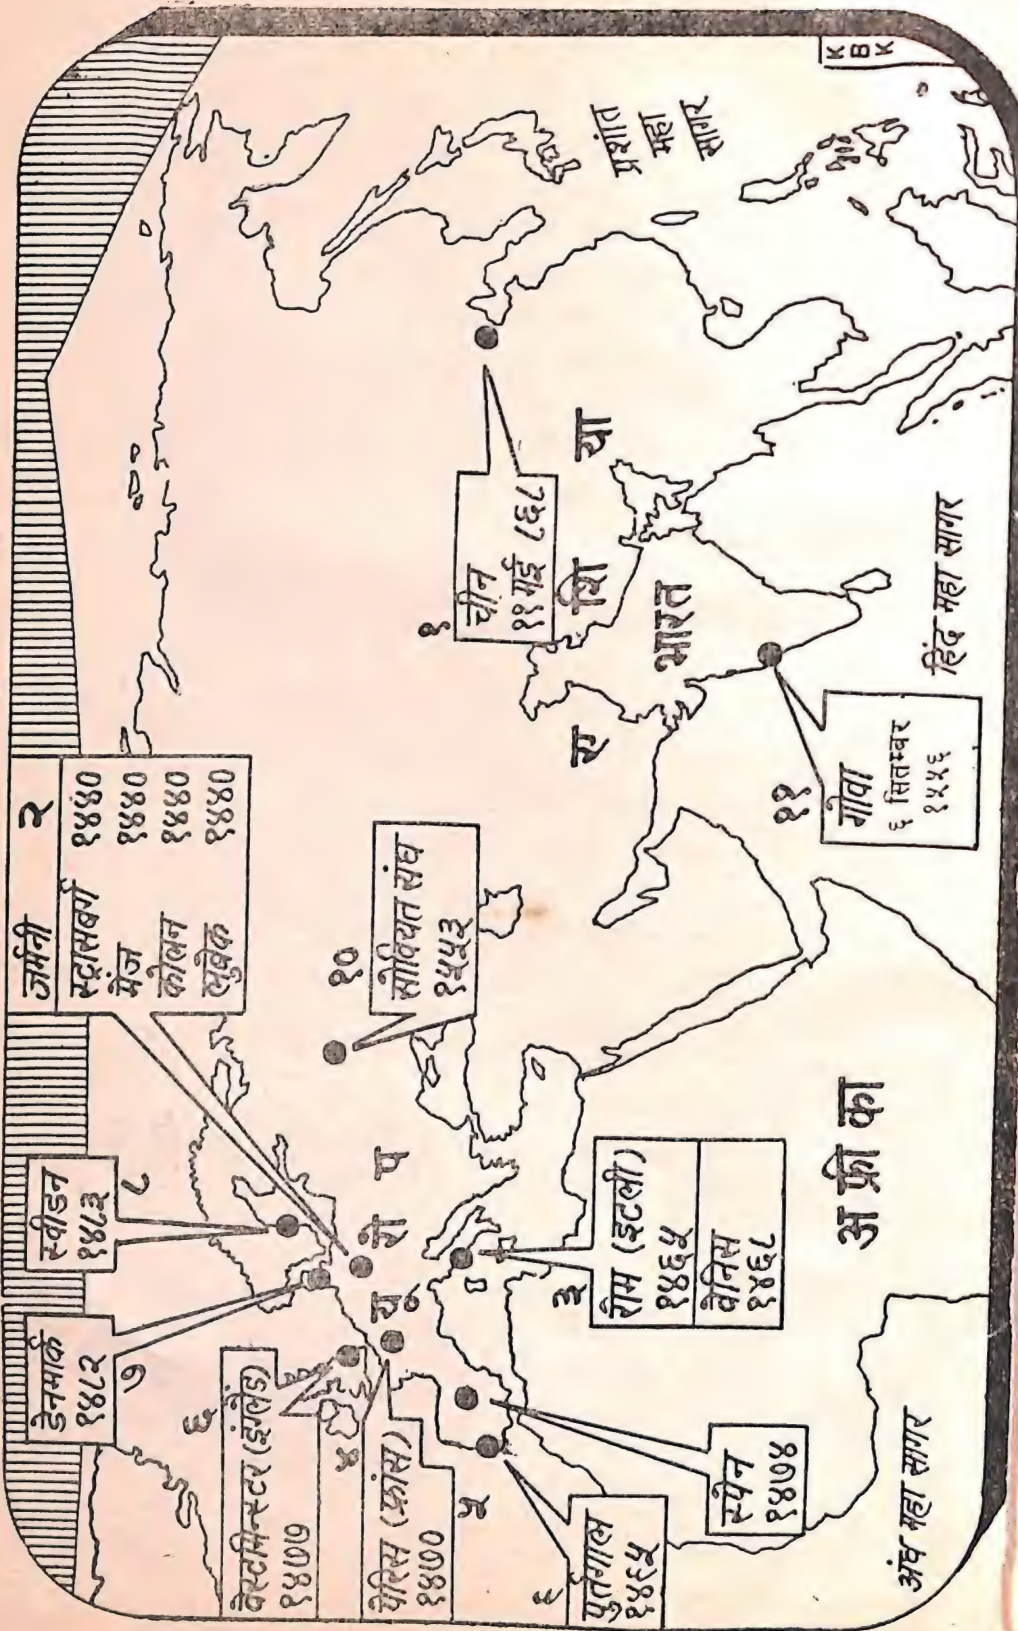 जर्मनी २
स्ट्रासबर्ग १४४०
मेंज १४४०
कोलन १४४०
लुबेक १४४०
स्वीडन
१४८३
८
डेनमार्क
१४८२
७
६
वेस्टमिन्स्टर (इंग्लैंड)
१४७७
४
पेरिस (फ्रांस)
१४७०
५
स्पेन
१४७४
९
पुर्तगाल
१४९५
३
रोम (इटली)
१४६५
वेनिस
१४६८
१०
सोवियत संघ
१५५३
१
चीन
११ मई ८६८
११
गोवा
६ सितम्बर
१५५६
यू रो प
ए शि या
भारत
अफ्रीका
प्रशांत
महा
सागर
हिंद महा सागर
अंध महा सागर
K
B
K